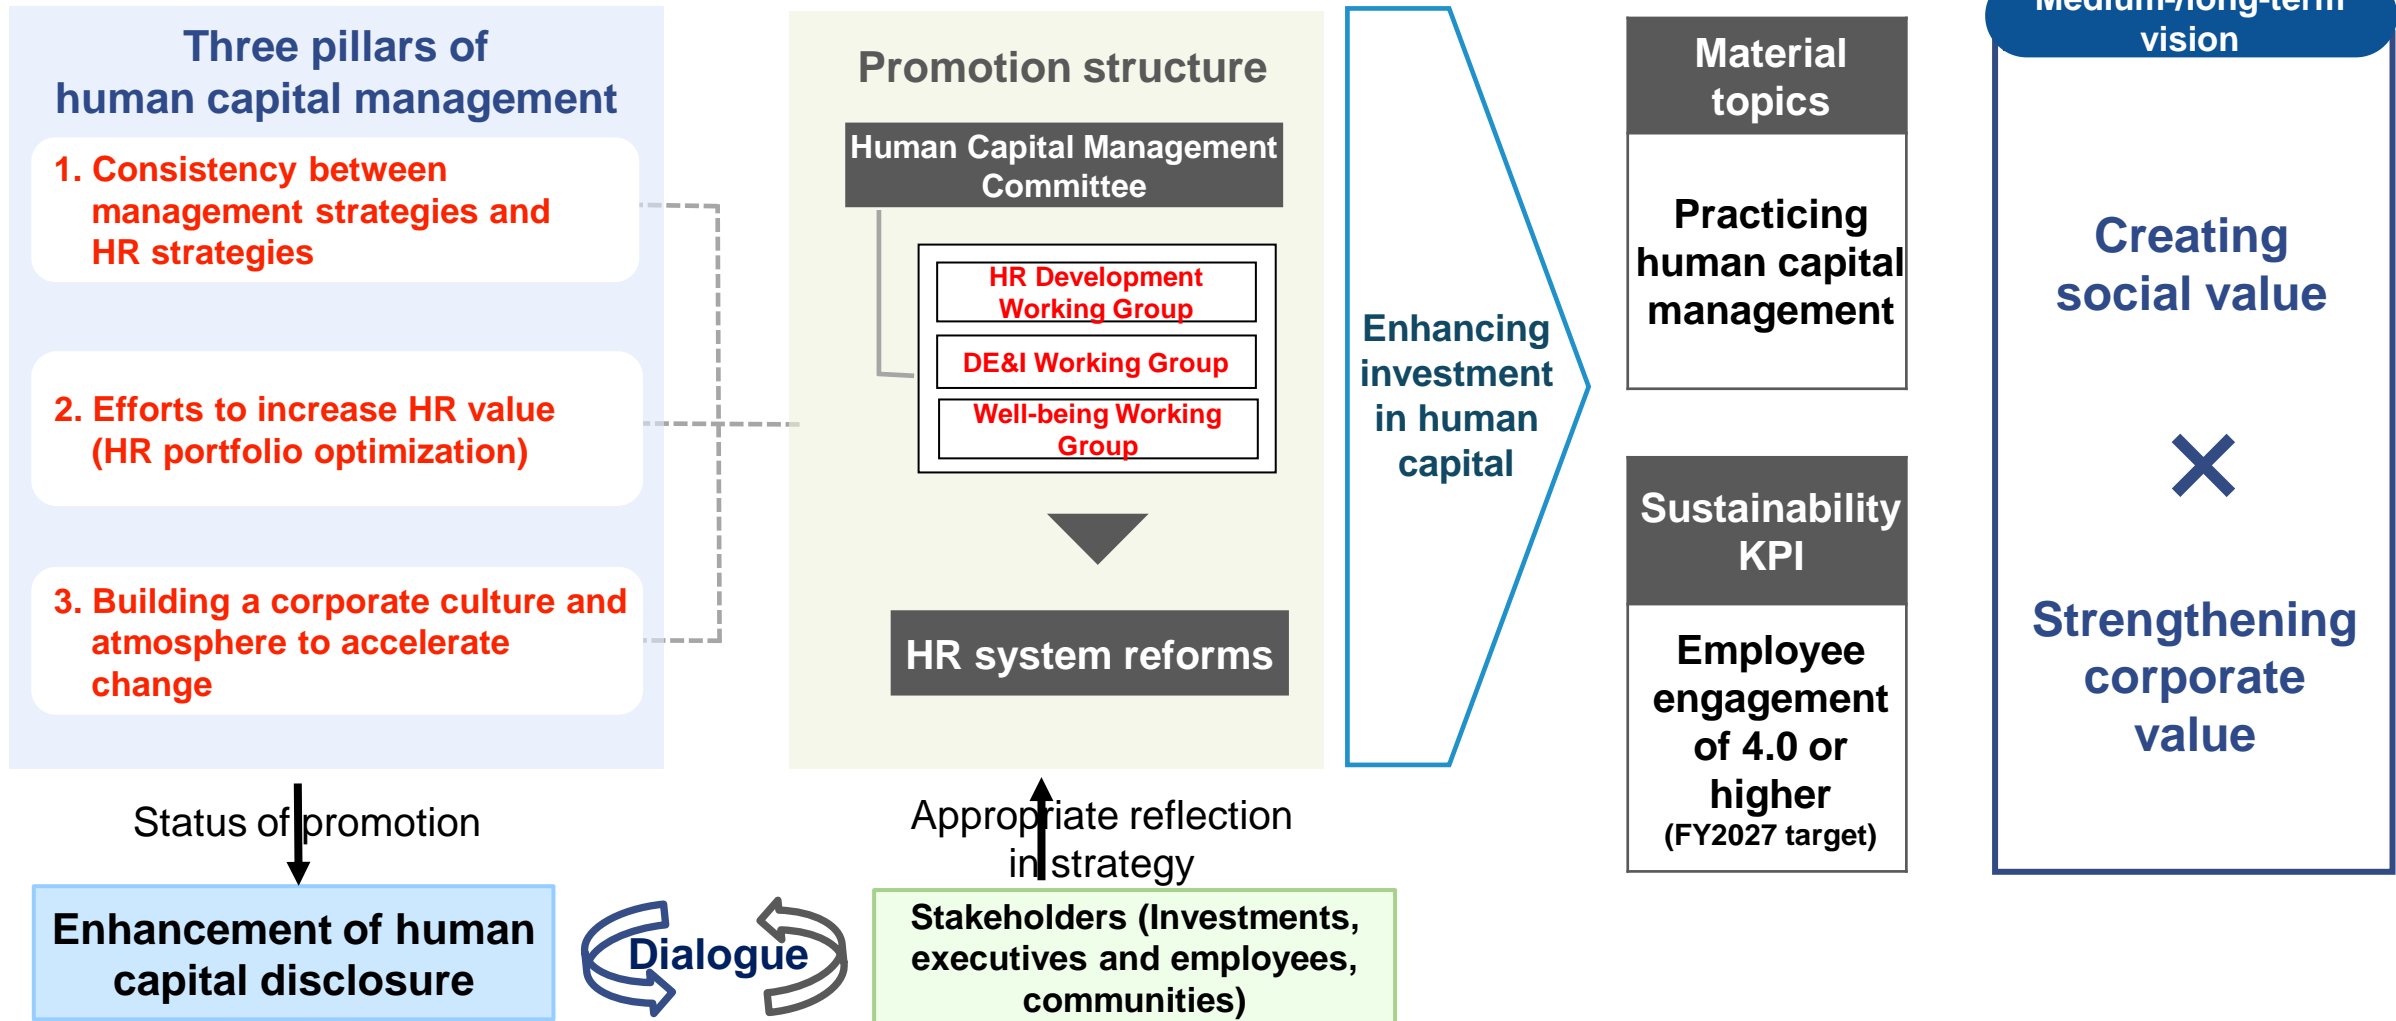 Three pillars of
human capital management
1. Consistency between
management strategies and
HR strategies
2. Efforts to increase HR value
(HR portfolio optimization)
3. Building a corporate culture and
atmosphere to accelerate
change
Status of promotion
Enhancement of human
capital disclosure
Dialogue
Promotion structure
Human Capital Management
Committee
HR Development
Working Group
DE&I Working Group
Well-being Working
Group
HR system reforms
Appropriate reflection
in strategy
Stakeholders (Investments,
executives and employees,
communities)
Enhancing
investment
in human
capital
Material
topics
Practicing
human capital
management
Sustainability
KPI
Employee
engagement
of 4.0 or
higher
(FY2027 target)
Medium-/long-term
vision
Creating
social value
×
Strengthening
corporate
value